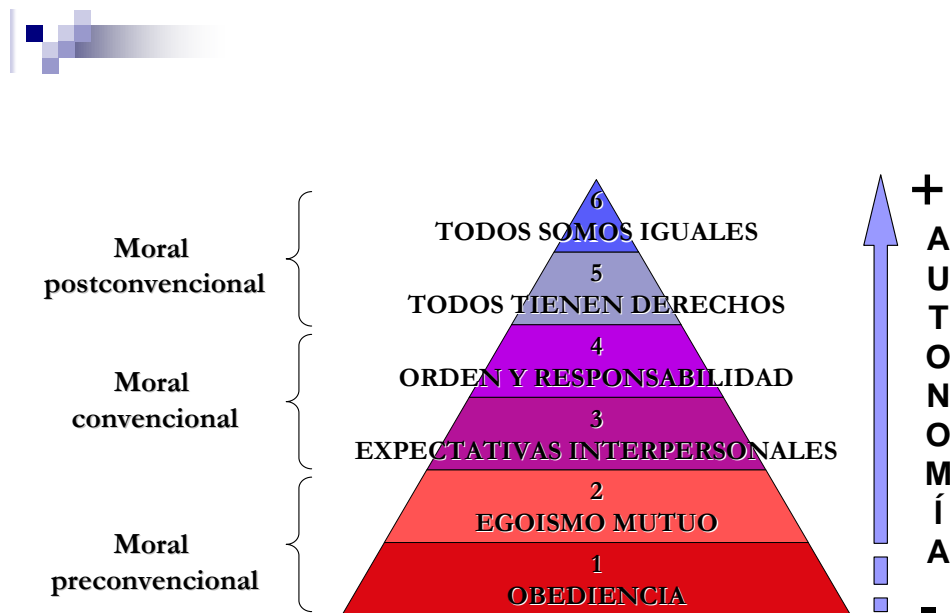 6
TODOS SOMOS IGUALES
5
TODOS TIENEN DERECHOS
4
ORDEN Y RESPONSABILIDAD
3
EXPECTATIVAS INTERPERSONALES
2
EGOISMO MUTUO
1
OBEDIENCIA
Moral
postconvencional
Moral
convencional
Moral
preconvencional
+
A
U
T
O
N
O
M
Í
A
-